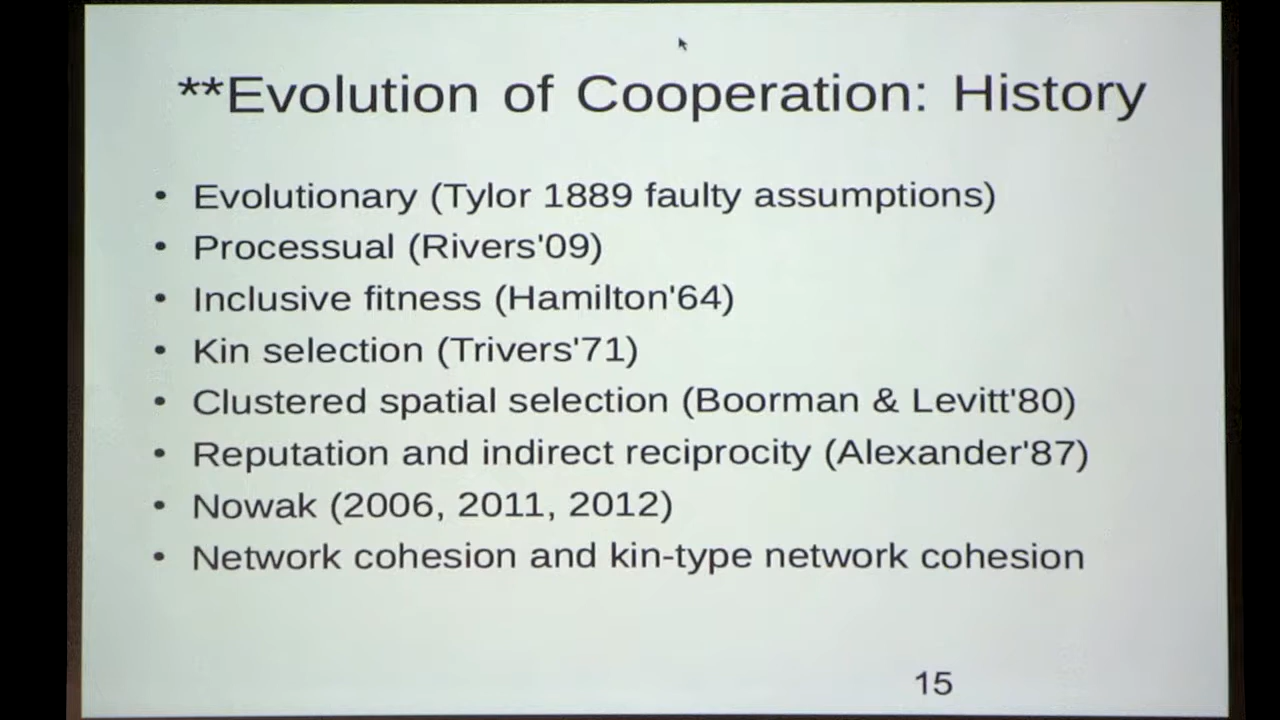 **Evolution of Cooperation: History
• Evolutionary (Tylor 1889 faulty assumptions)
• Processual (Rivers'09)
• Inclusive fitness (Hamilton'64)
• Kin selection (Trivers'71)
• Clustered spatial selection (Boorman & Levitt'80)
• Reputation and indirect reciprocity (Alexander'87)
• Nowak (2006, 2011, 2012)
• Network cohesion and kin-type network cohesion
15